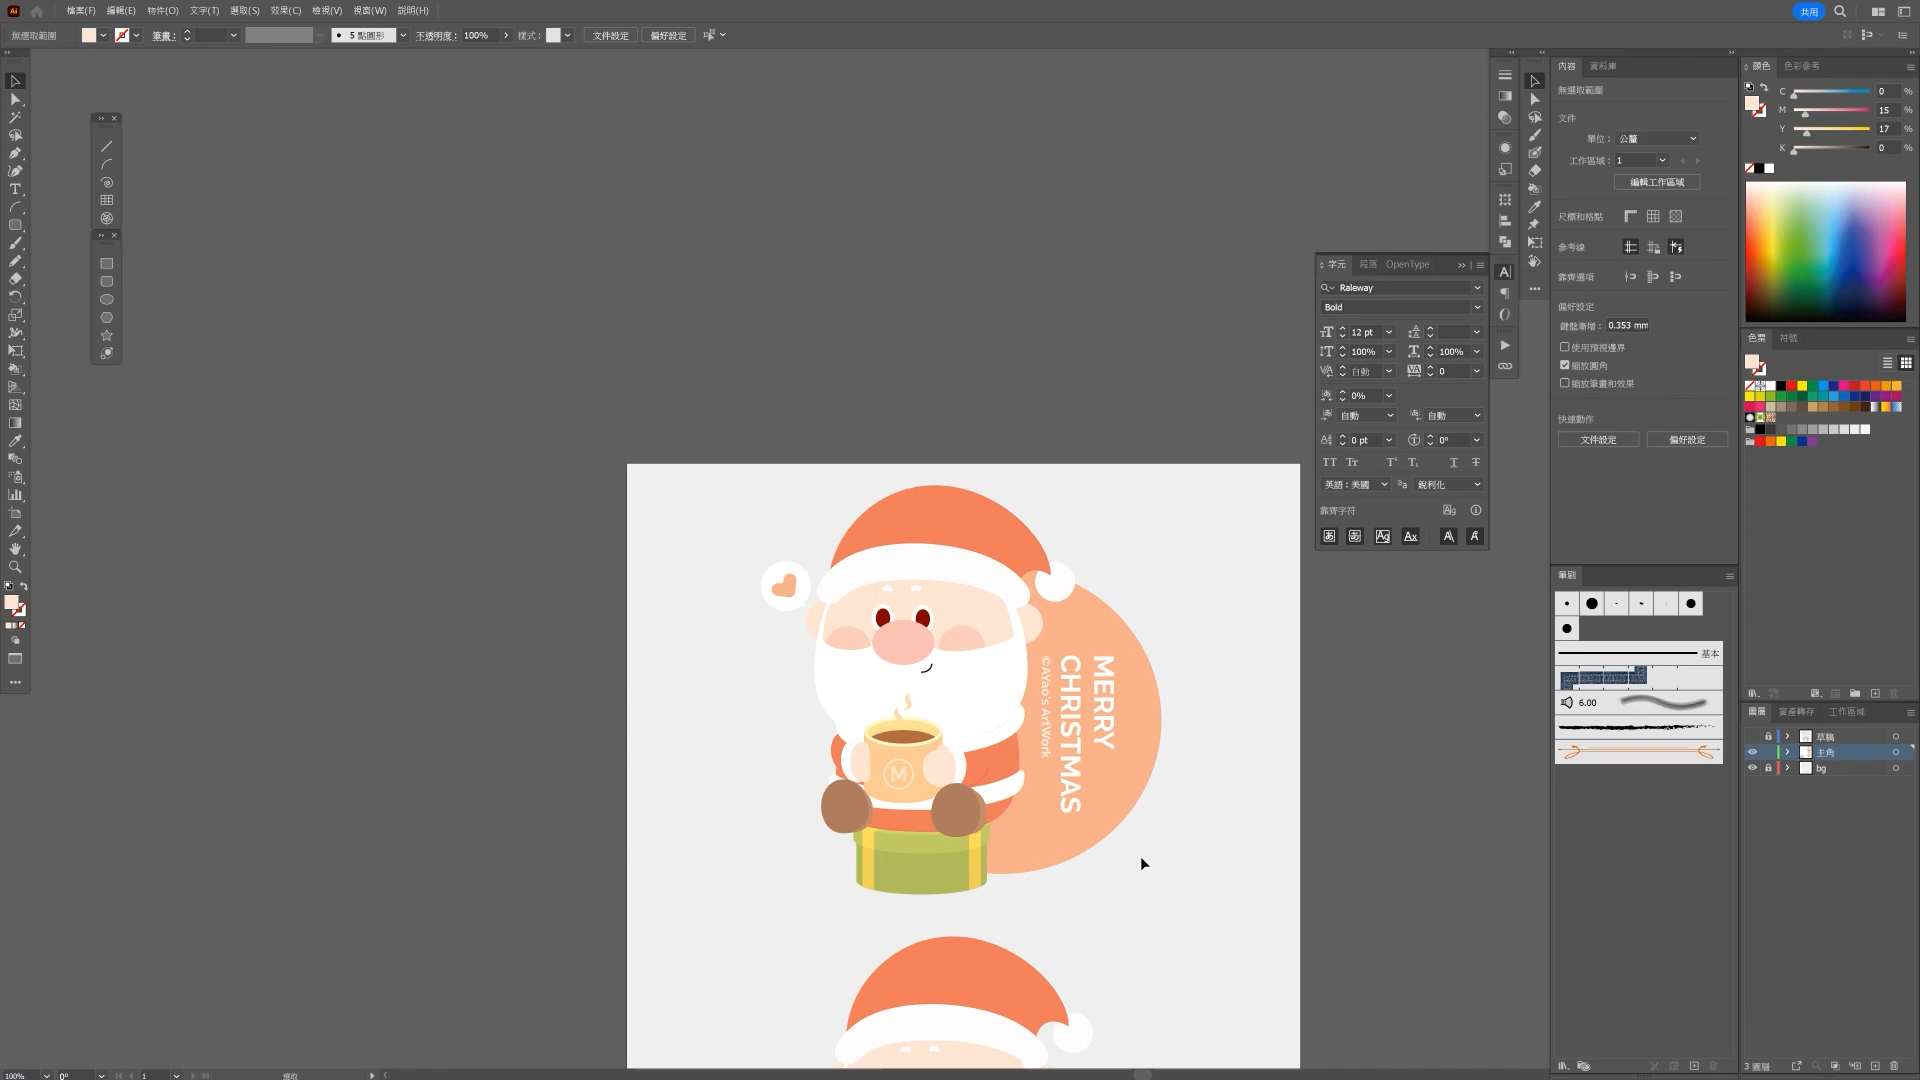 檔案(F) 編輯(E) 物件(O) 文字(T) 選取(S) 效果(C) 檢視(V) 視窗(W) 說明(H)
共用
無選取範圍
筆畫：
5 點圓形
不透明度： 100%
樣式：
文件設定
偏好設定
內容 資料庫
無選取範圍
文件
單位： 公釐
工作區域： 1
編輯工作區域
尺標和格點
參考線
靠齊選項
偏好設定
鍵盤漸增： 0.353 mm
使用預視邊界
縮放圓角
縮放筆畫和效果
快速動作
文件設定 偏好設定
顏色 色彩參考
C 0 %
M 15 %
Y 17 %
K 0 %
色票 符號
字元 段落 OpenType
Raleway
Bold
12 pt
100% 100%
自動 0
0%
自動 自動
0 pt 0°
英語：美國 銳利化
靠齊字符
筆刷
基本
6.00
圖層 資產轉存 工作區域
草稿
主角
bg
3 圖層
MERRY
CHRISTMAS
©AYao's ArtWork
M
100% 0° 1 選取